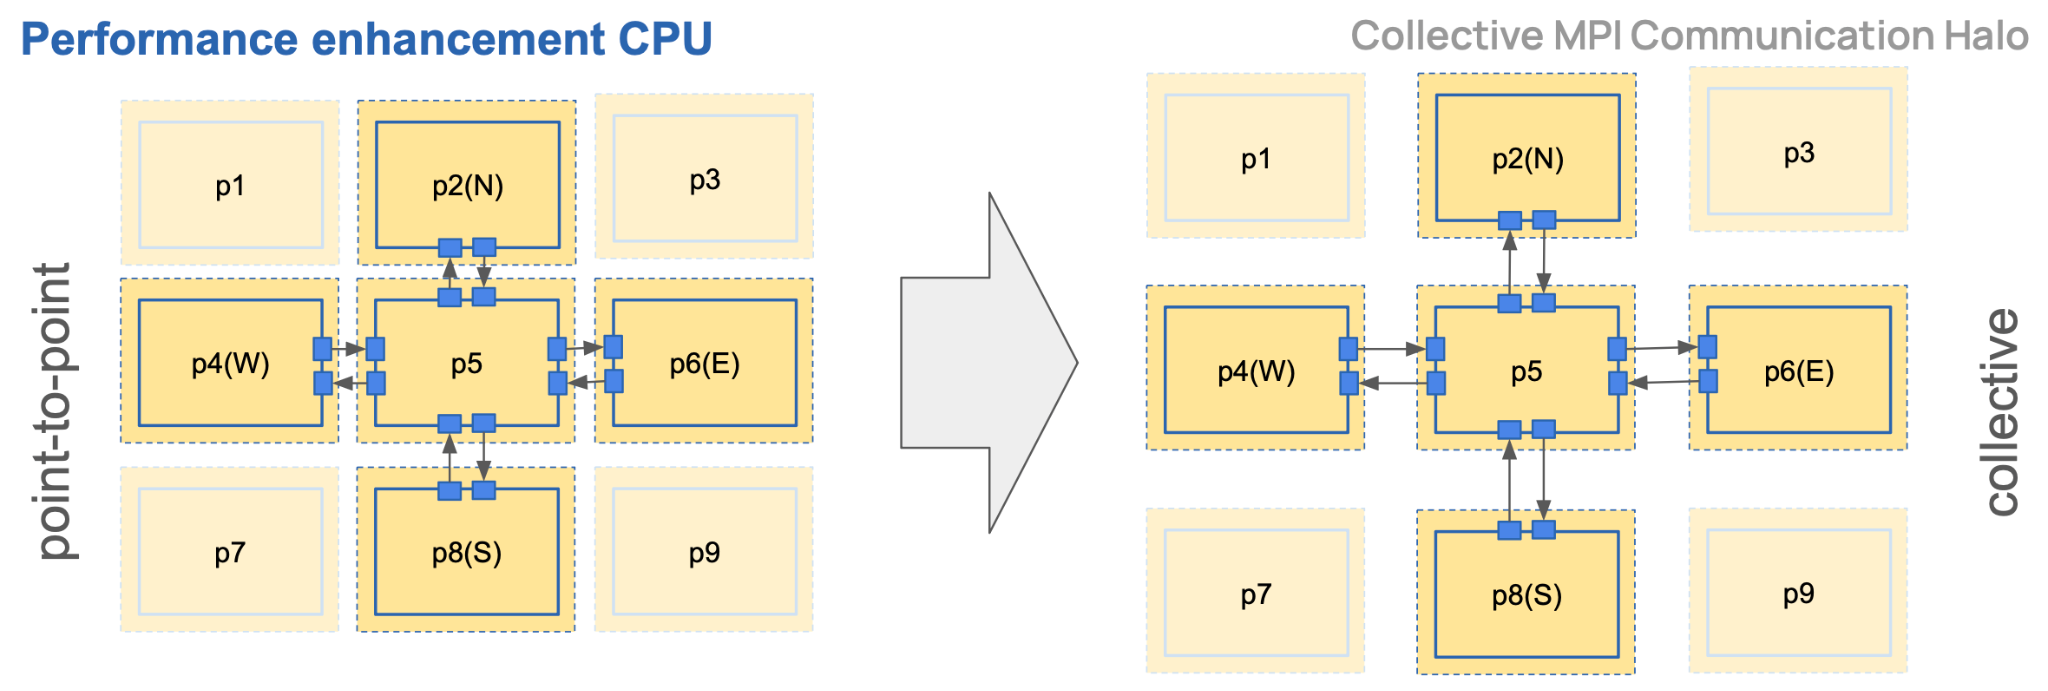 Performance enhancement CPU
Collective MPI Communication Halo
point-to-point
p1
p2(N)
p3
p4(W)
p5
p6(E)
p7
p8(S)
p9
p1
p2(N)
p3
p4(W)
p5
p6(E)
p7
p8(S)
p9
collective